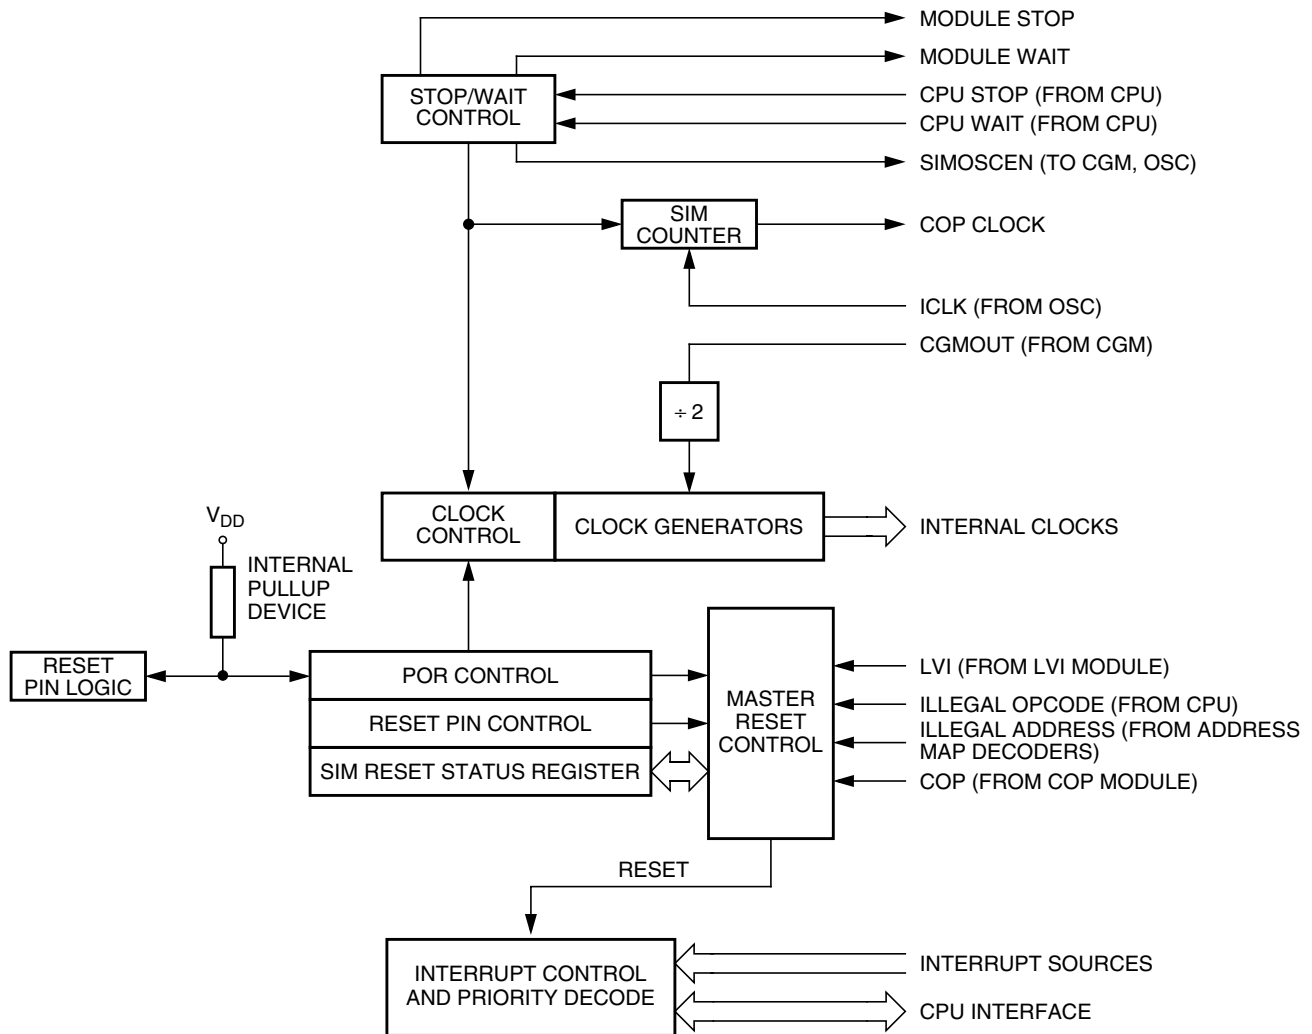 MODULE STOP
MODULE WAIT
STOP/WAIT
CONTROL
CPU STOP (FROM CPU)
CPU WAIT (FROM CPU)
SIMOSCEN (TO CGM, OSC)
SIM
COUNTER
COP CLOCK
ICLK (FROM OSC)
CGMOUT (FROM CGM)
÷ 2
CLOCK
CONTROL
CLOCK GENERATORS
INTERNAL CLOCKS
VDD
INTERNAL
PULLUP
DEVICE
RESET
PIN LOGIC
POR CONTROL
RESET PIN CONTROL
SIM RESET STATUS REGISTER
MASTER
RESET
CONTROL
LVI (FROM LVI MODULE)
ILLEGAL OPCODE (FROM CPU)
ILLEGAL ADDRESS (FROM ADDRESS
MAP DECODERS)
COP (FROM COP MODULE)
RESET
INTERRUPT CONTROL
AND PRIORITY DECODE
INTERRUPT SOURCES
CPU INTERFACE